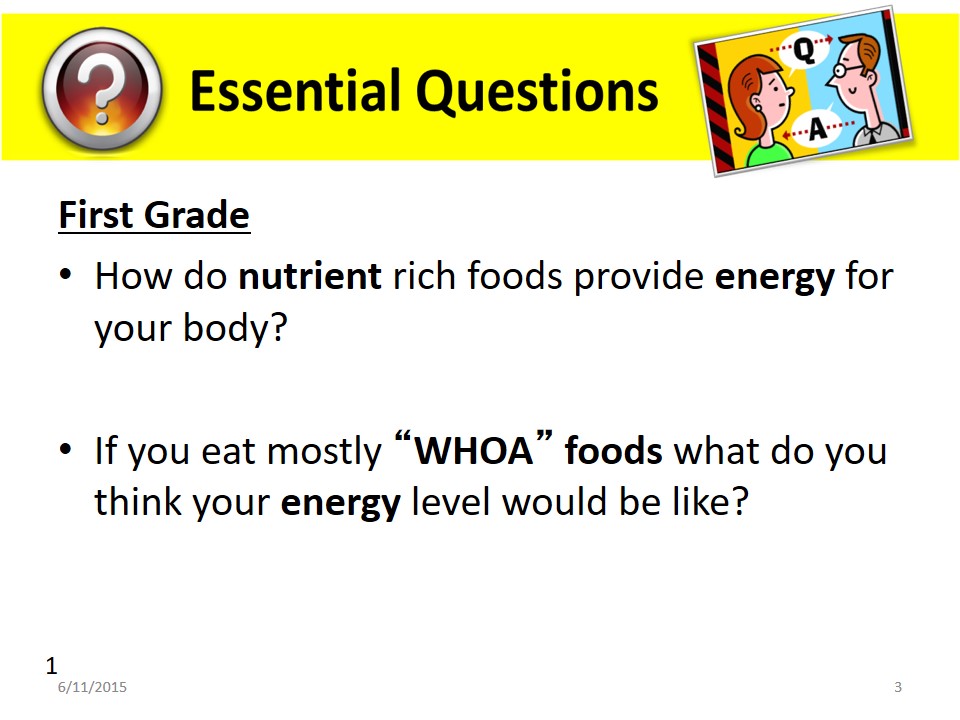 ?
Essential Questions
Q
A
First Grade
• How do nutrient rich foods provide energy for
your body?
• If you eat mostly “WHOA” foods what do you
think your energy level would be like?
1
6/11/2015
3